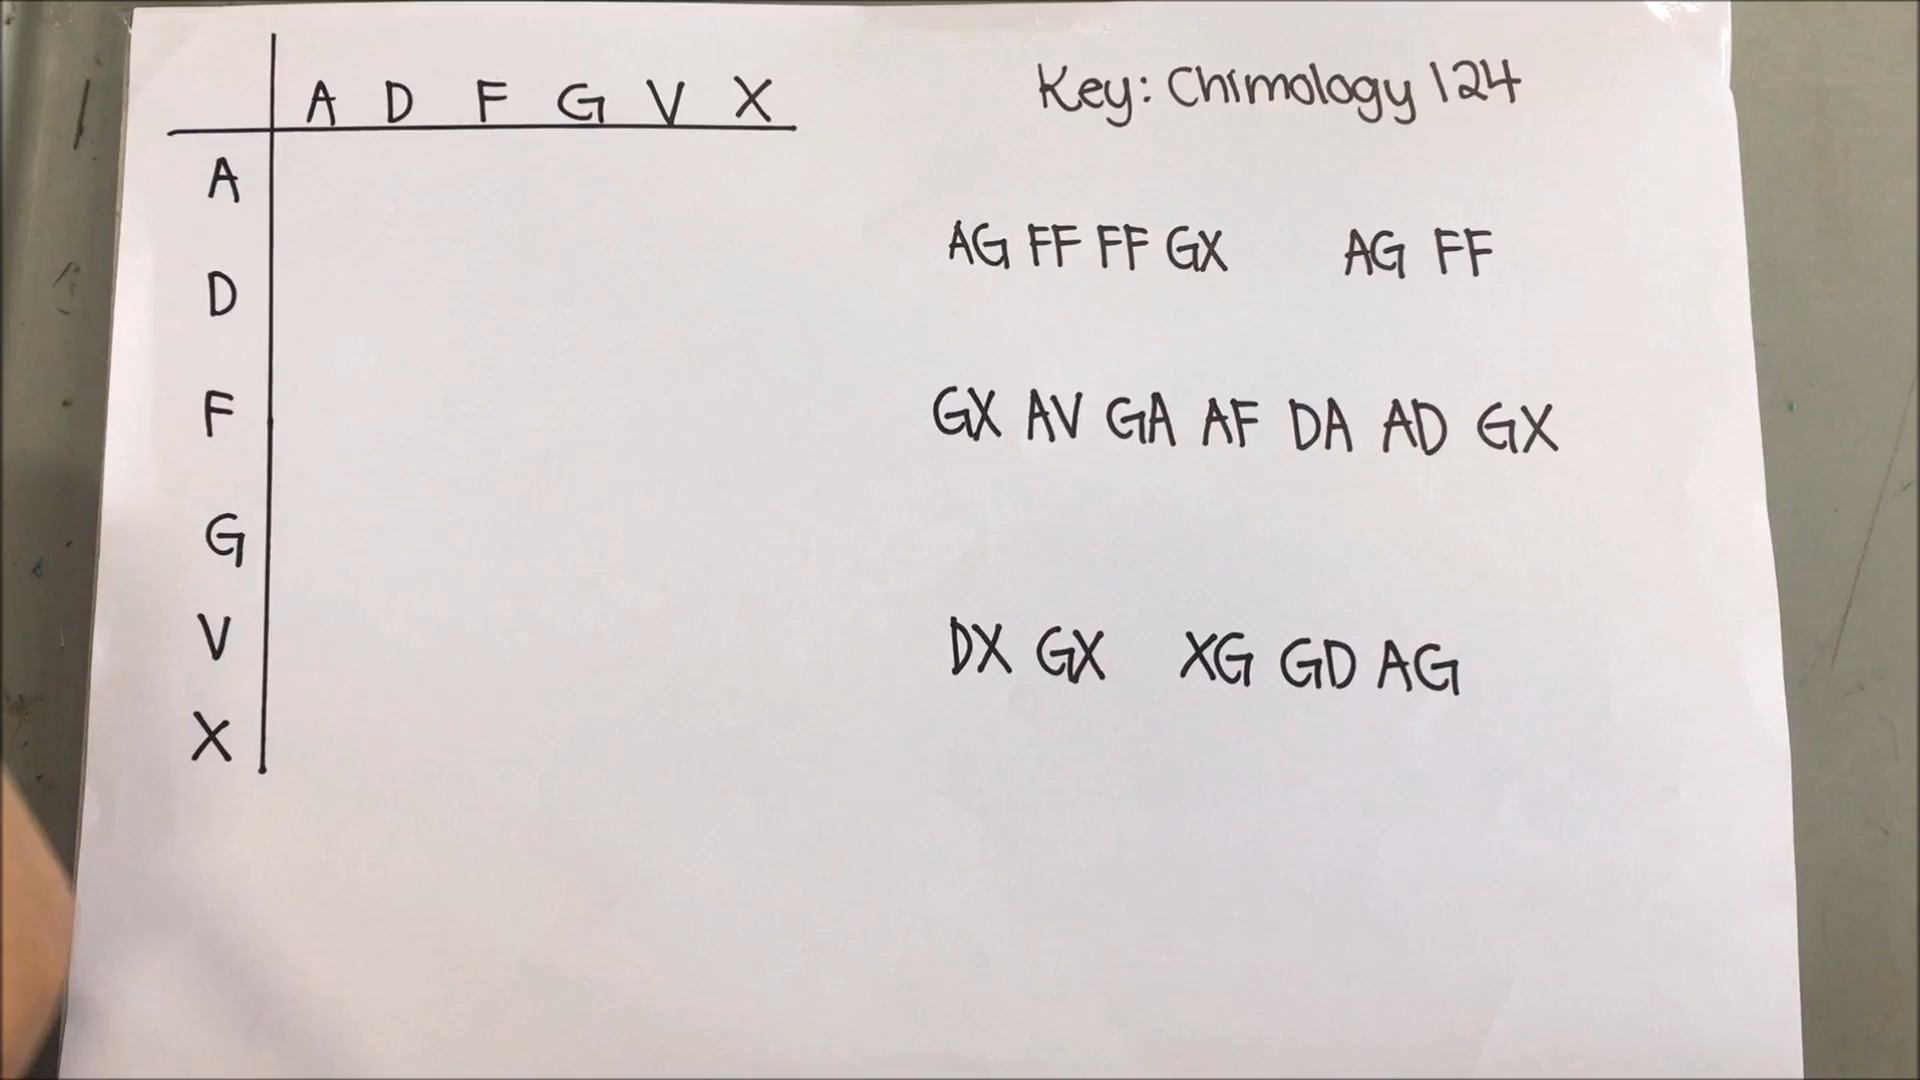 A D F G V X
A
D
F
G
V
X
Key: Chimology 124
AG FF FF GX AG FF
GX AV GA AF DA AD GX
DX GX XG GD AG